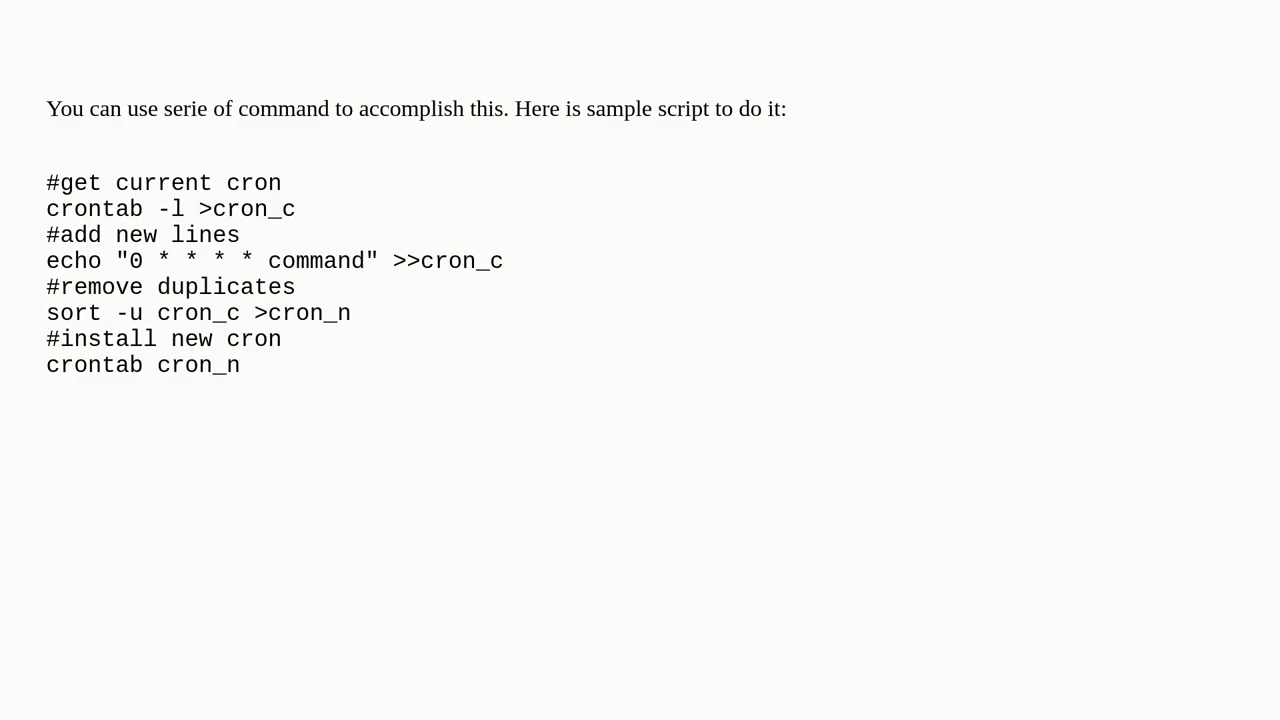 You can use serie of command to accomplish this. Here is sample script to do it:
#get current cron
crontab -l >cron_c
#add new lines
echo "0 * * * * command" >>cron_c
#remove duplicates
sort -u cron_c >cron_n
#install new cron
crontab cron_n